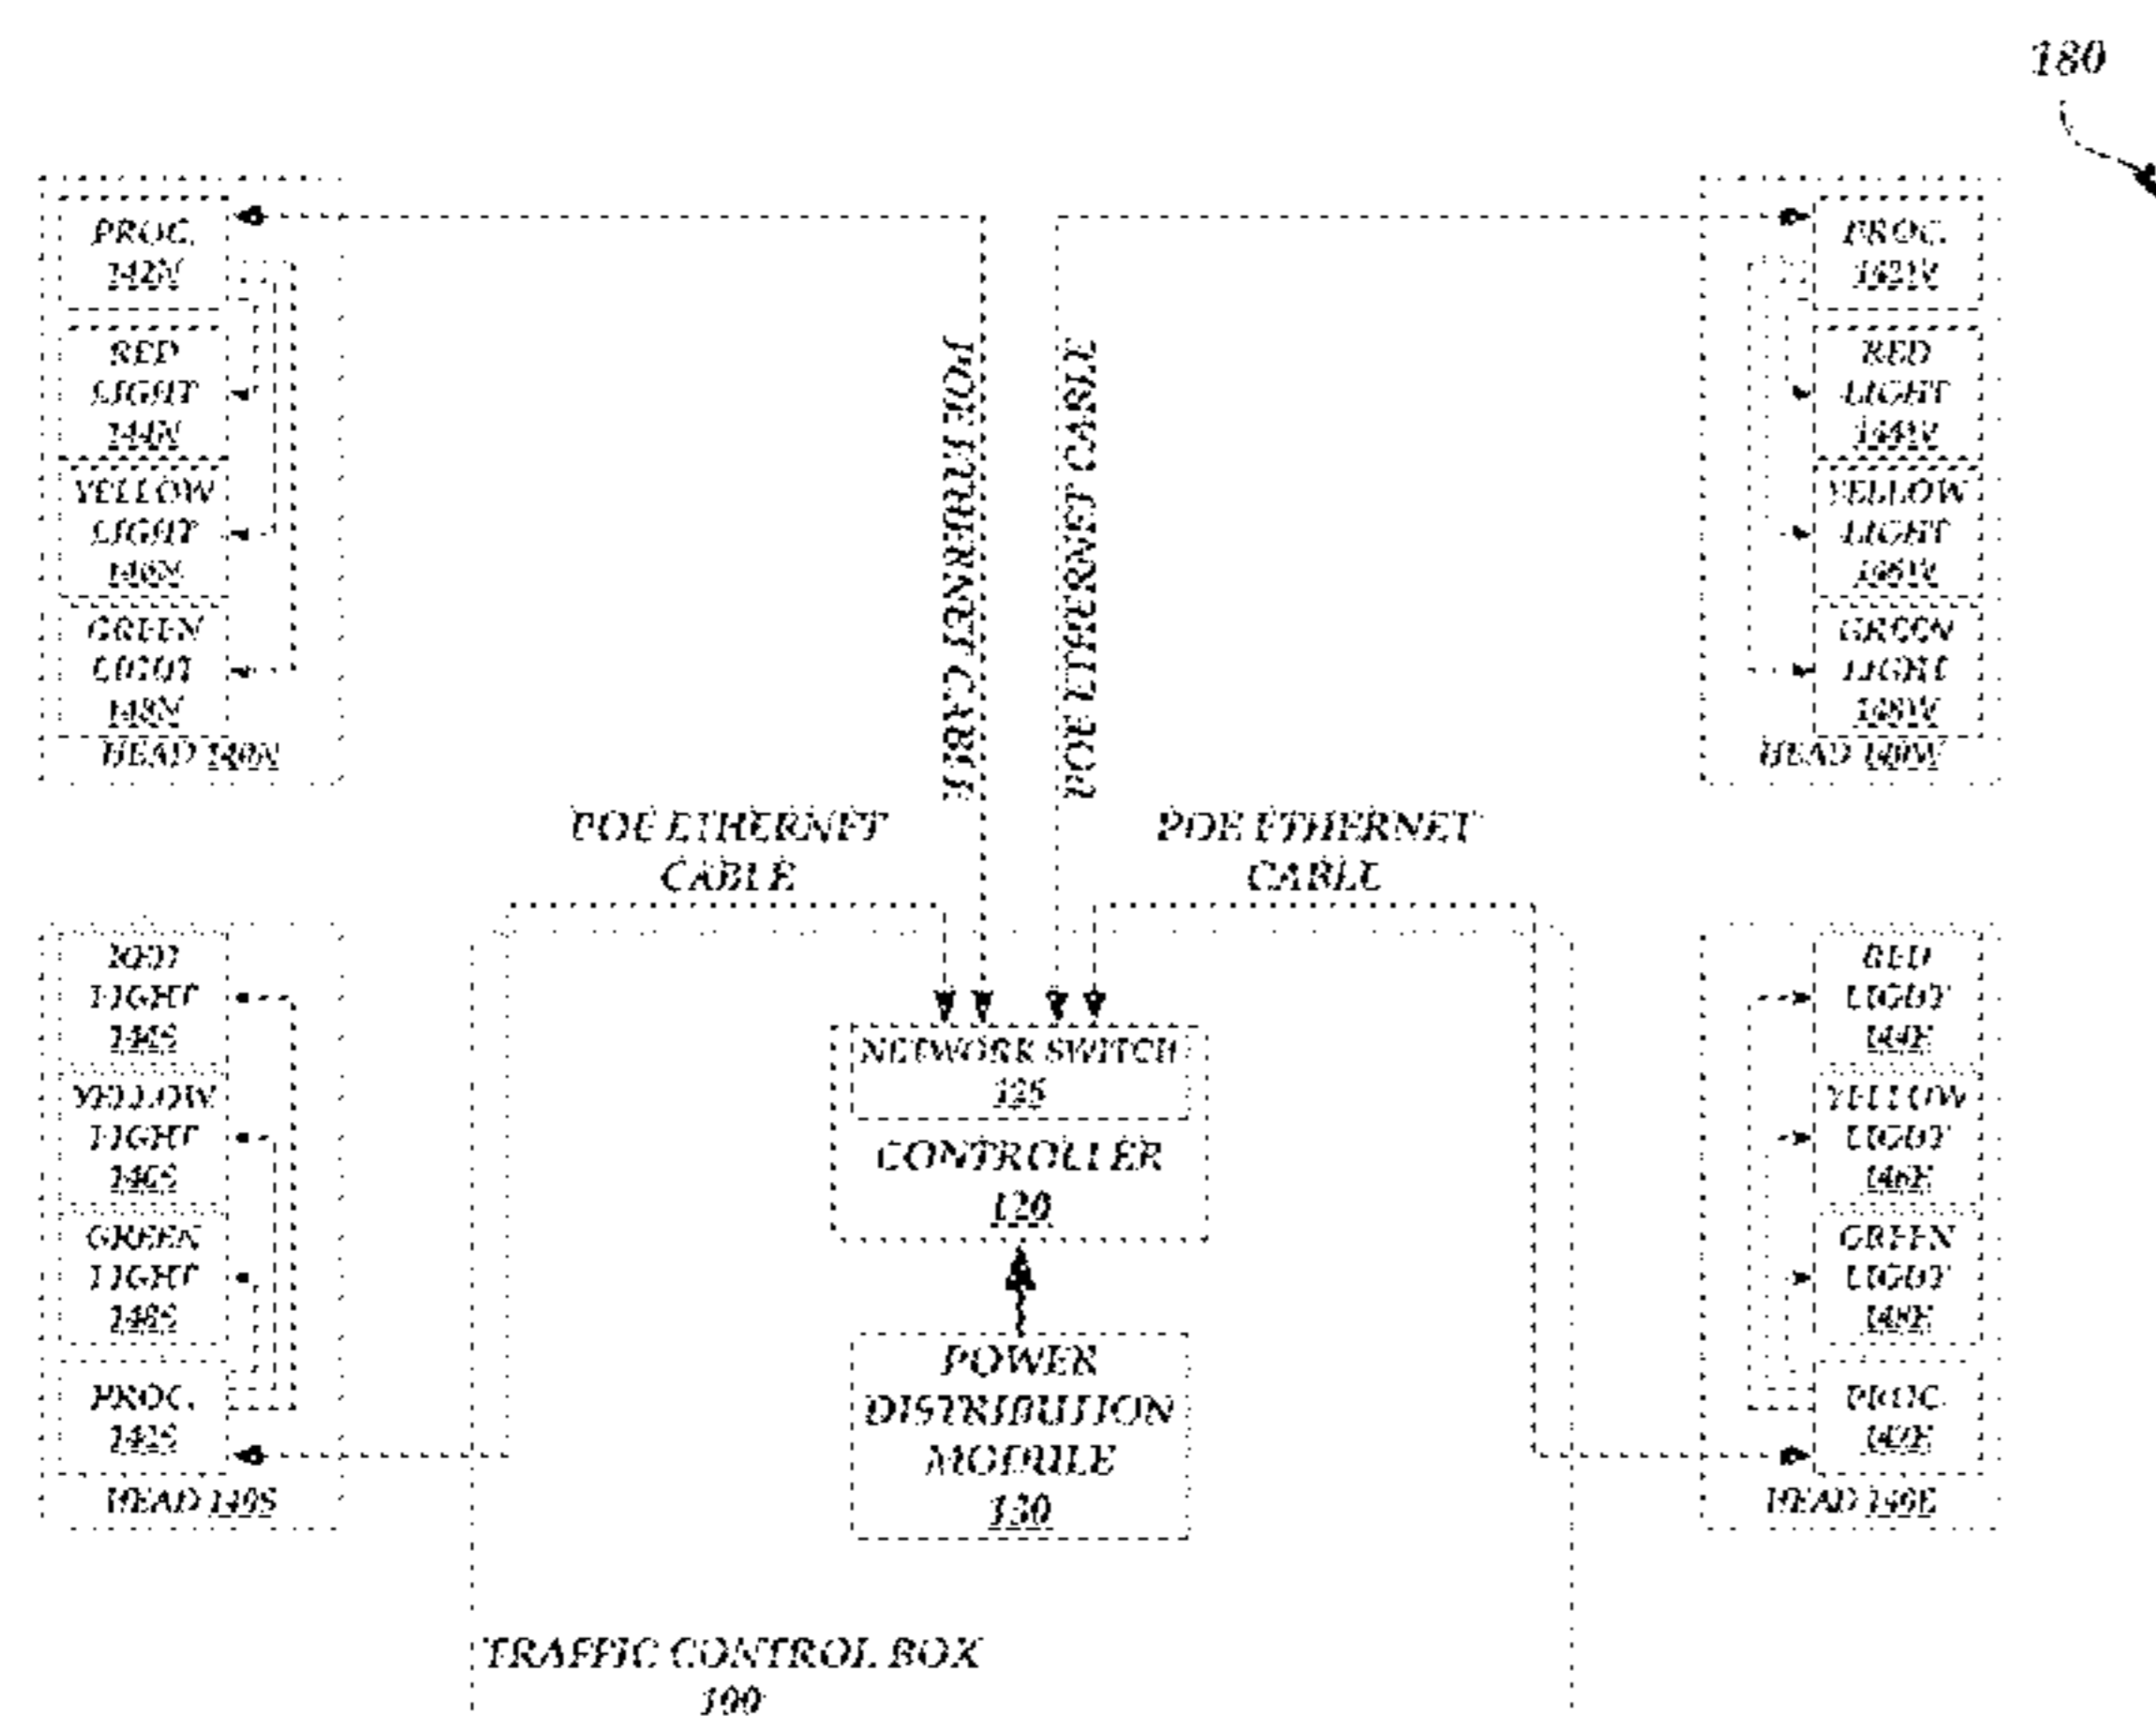 180
PROC.
142N
RED
LIGHT
144N
YELLOW
LIGHT
146N
GREEN
LIGHT
148N
HEAD 140N
POE ETHERNET CABLE
POE ETHERNET CABLE
PROC.
142W
RED
LIGHT
144W
YELLOW
LIGHT
146W
GREEN
LIGHT
148W
HEAD 140W
POE ETHERNET
CABLE
POE ETHERNET
CABLE
RED
LIGHT
144S
YELLOW
LIGHT
146S
GREEN
LIGHT
148S
PROC.
142S
HEAD 140S
NETWORK SWITCH
125
CONTROLLER
120
POWER
DISTRIBUTION
MODULE
130
RED
LIGHT
144E
YELLOW
LIGHT
146E
GREEN
LIGHT
148E
PROC.
142E
HEAD 140E
TRAFFIC CONTROL BOX